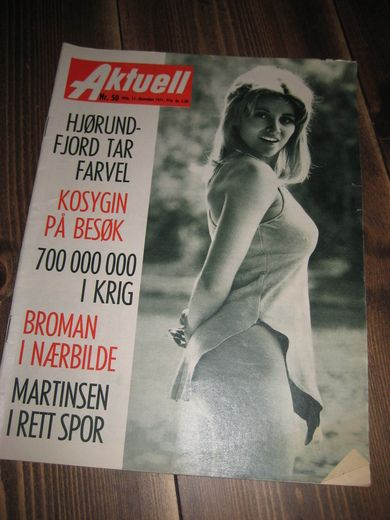 Aktuell
Nr. 50
HJØRUND-
FJORD TAR
FARVEL
KOSYGIN
PÅ BESØK
700 000 000
I KRIG
BROMAN
I NÆRBILDE
MARTINSEN
I RETT SPOR